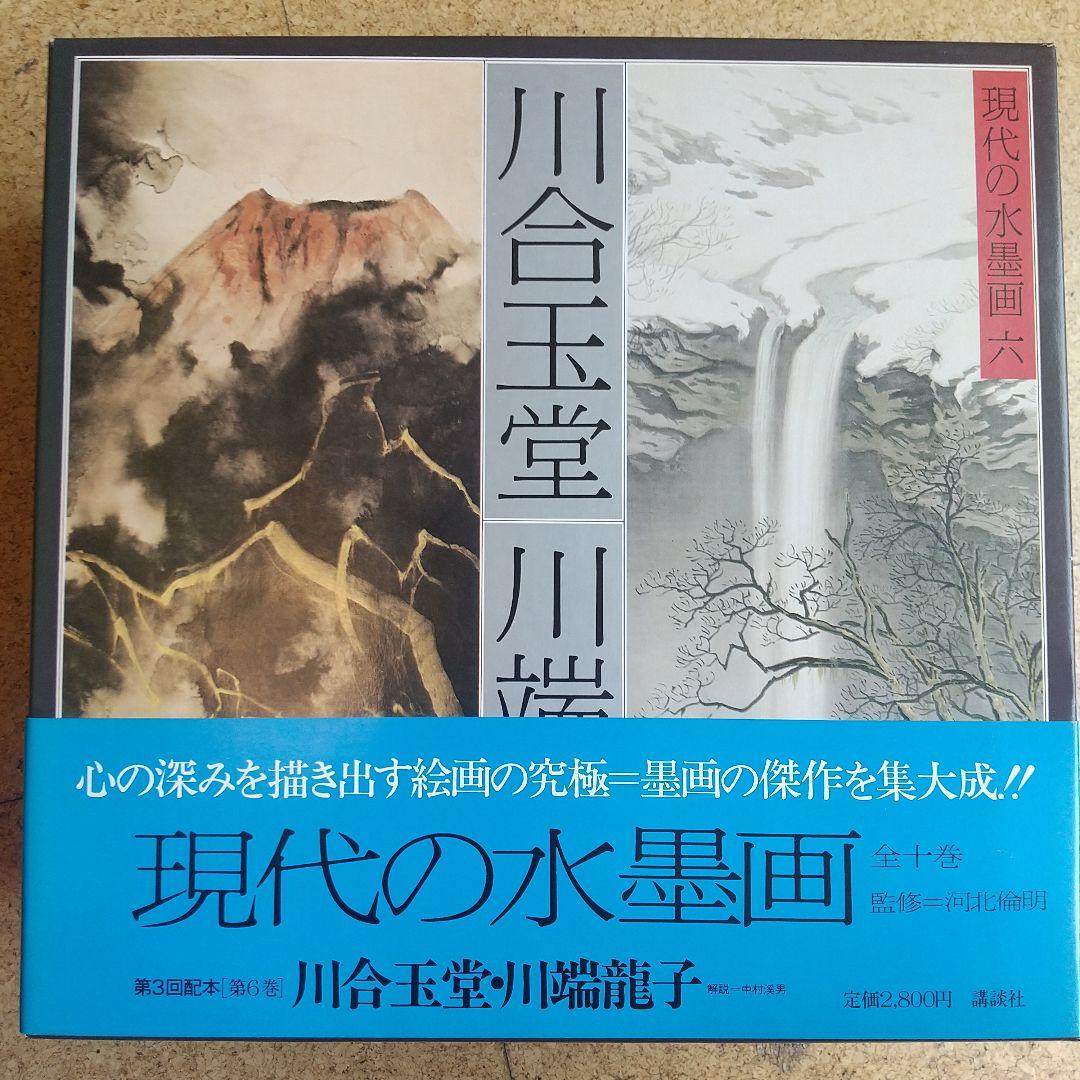 現代の水墨画 六
川合玉堂
川端
心の深みを描き出す絵画の究極=墨画の傑作を集大成!!
現代の水墨画 全十巻
監修=河北倫明
第3回配本[第6巻] 川合玉堂・川端龍子 解説=中村溪男
定価2,800円 講談社